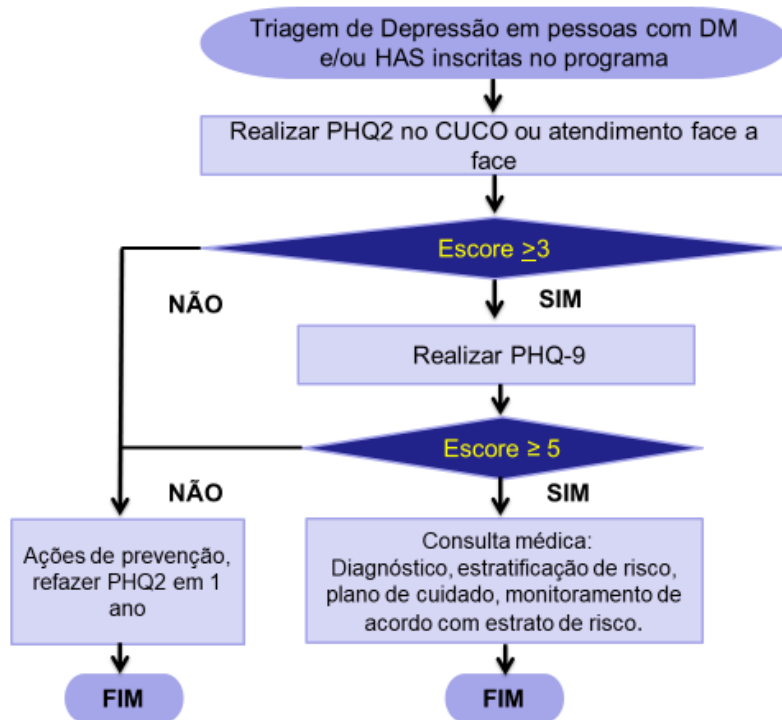 Triagem de Depressão em pessoas com DM
e/ou HAS inscritas no programa
Realizar PHQ2 no CUCO ou atendimento face a
face
Escore ≥3
NÃO
SIM
Realizar PHQ-9
Escore ≥ 5
NÃO
SIM
Ações de prevenção,
refazer PHQ2 em 1
ano
Consulta médica:
Diagnóstico, estratificação de risco,
plano de cuidado, monitoramento de
acordo com estrato de risco.
FIM
FIM